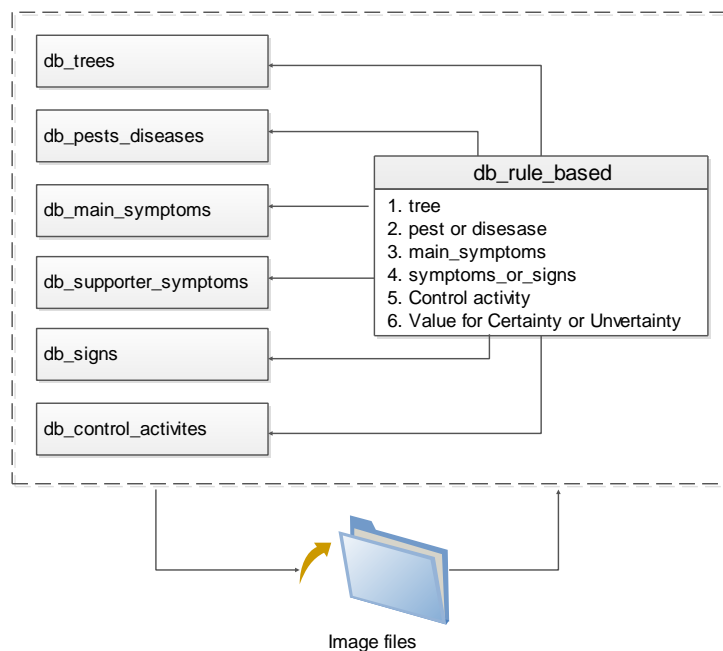 db_trees
db_pests_diseases
db_main_symptoms
db_supporter_symptoms
db_signs
db_control_activites
db_rule_based
1. tree
2. pest or disesase
3. main_symptoms
4. symptoms_or_signs
5. Control activity
6. Value for Certainty or Unvertainty
Image files